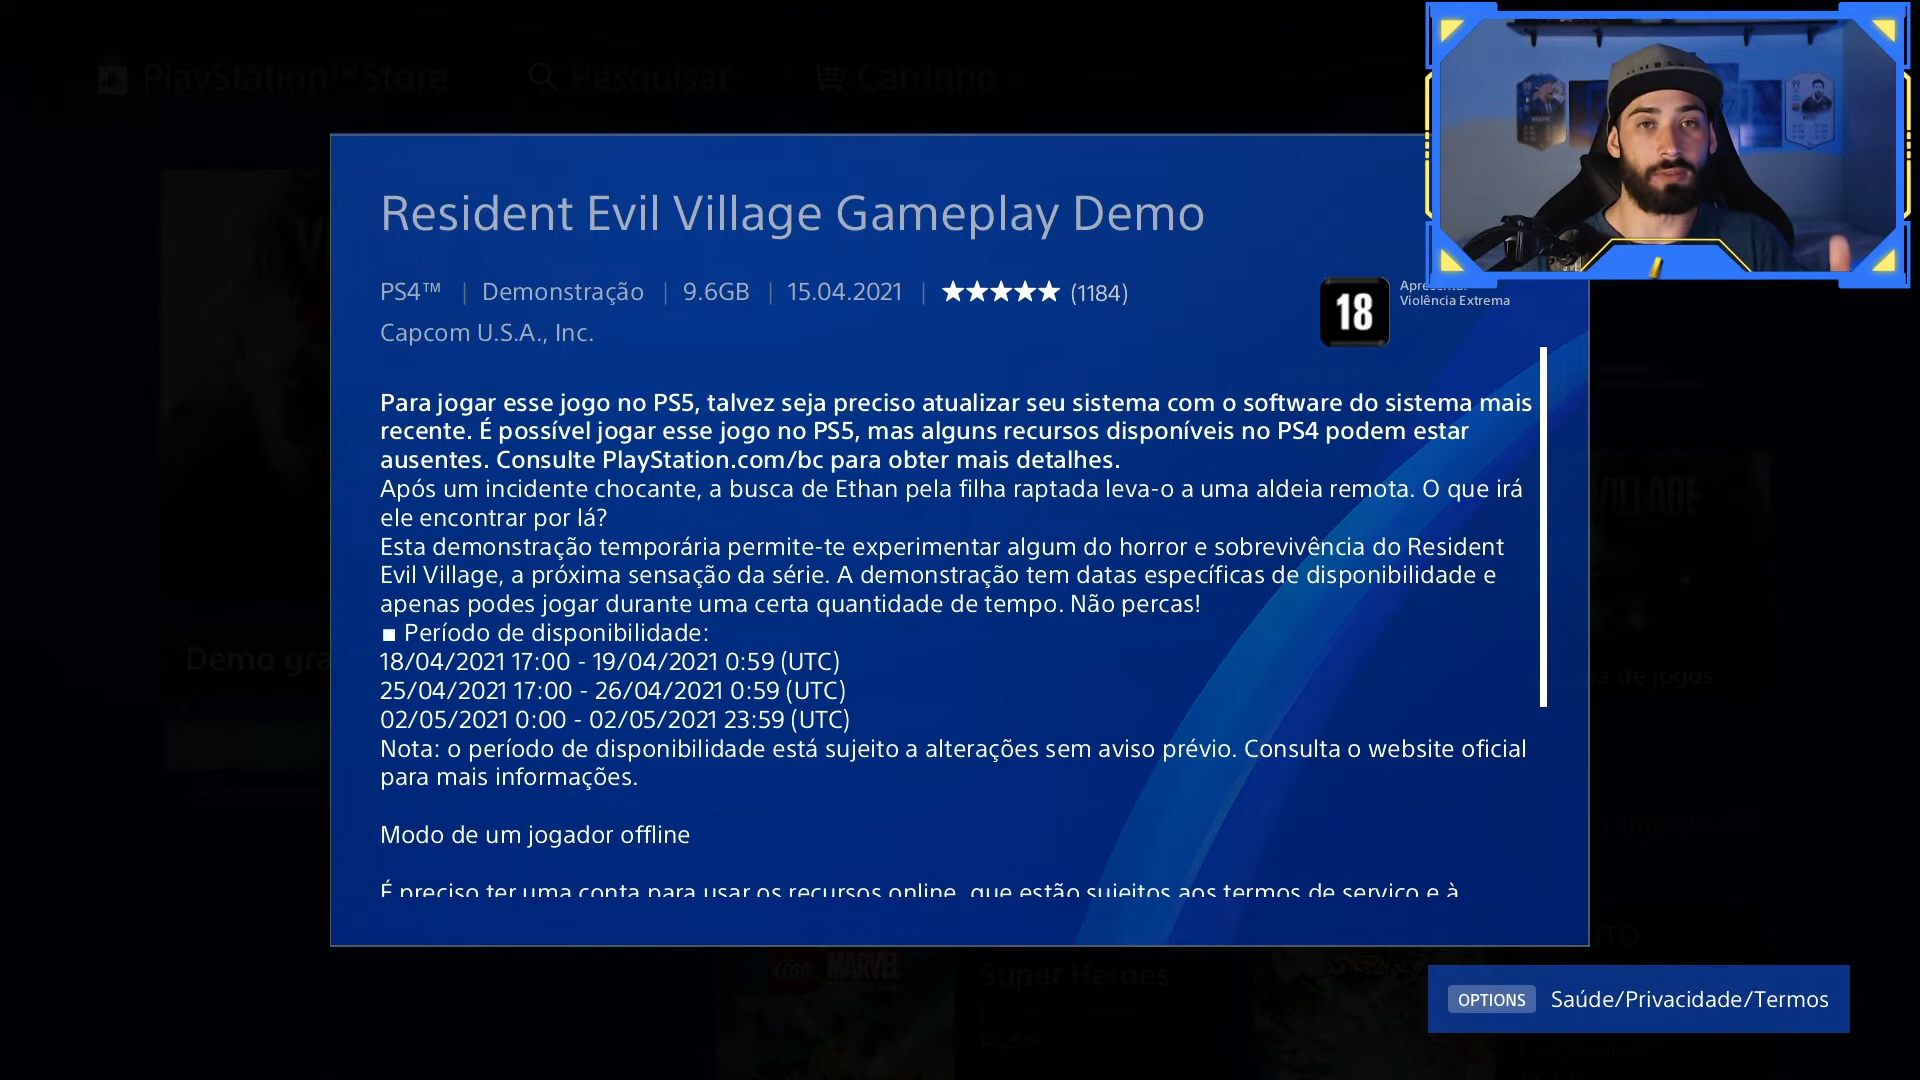 PlayStation™Store
Pesquisar
Carrinho
Resident Evil Village Gameplay Demo
PS4™ | Demonstração | 9.6GB | 15.04.2021 | ★★★★★ (1184)
Capcom U.S.A., Inc.
18
Violência Extrema
Para jogar esse jogo no PS5, talvez seja preciso atualizar seu sistema com o software do sistema mais
recente. É possível jogar esse jogo no PS5, mas alguns recursos disponíveis no PS4 podem estar
ausentes. Consulte PlayStation.com/bc para obter mais detalhes.
Após um incidente chocante, a busca de Ethan pela filha raptada leva-o a uma aldeia remota. O que irá
ele encontrar por lá?
Esta demonstração temporária permite-te experimentar algum do horror e sobrevivência do Resident
Evil Village, a próxima sensação da série. A demonstração tem datas específicas de disponibilidade e
apenas podes jogar durante uma certa quantidade de tempo. Não percas!
■ Período de disponibilidade:
18/04/2021 17:00 - 19/04/2021 0:59 (UTC)
25/04/2021 17:00 - 26/04/2021 0:59 (UTC)
02/05/2021 0:00 - 02/05/2021 23:59 (UTC)
Nota: o período de disponibilidade está sujeito a alterações sem aviso prévio. Consulta o website oficial
para mais informações.
Modo de um jogador offline
É preciso ter uma conta para usar os recursos online, que estão sujeitos aos termos de serviço e à
Demo gra
a de jogos
LEGO MARVEL
Super Heroes
PS4™
OPTIONS Saúde/Privacidade/Termos